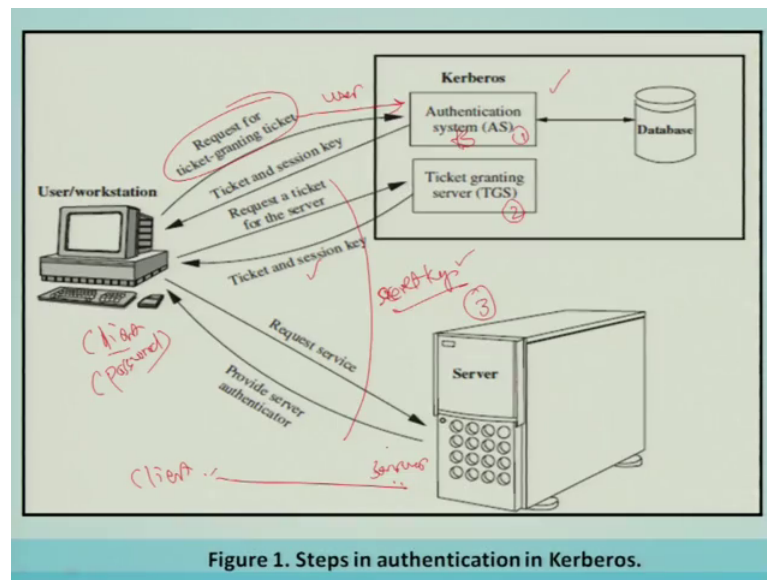 Kerberos
user
Request for
ticket-granting ticket
Authentication
system (AS)
1
Database
Ticket and session key
User/workstation
Request a ticket
for the server
Ticket granting
server (TGS)
2
Ticket and session key
3
Client
(Password)
Request service
Server
Provide server
authenticator
Client
Server
Figure 1. Steps in authentication in Kerberos.